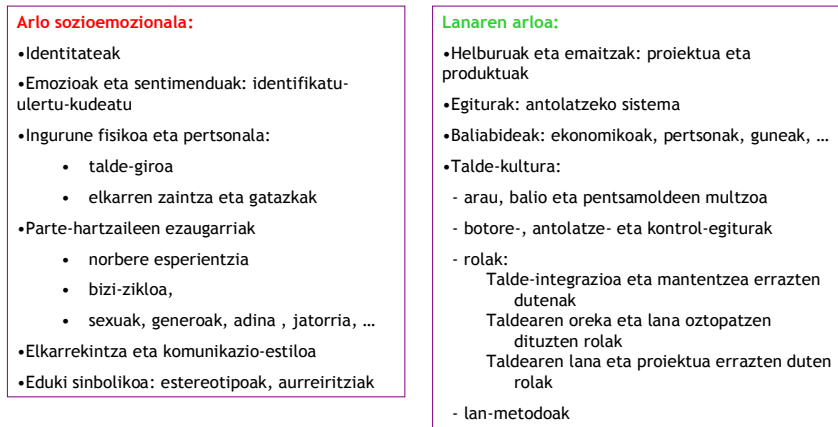 Arlo sozioemozionala:
•Identitateak
•Emozioak eta sentimenduak: identifikatu-
ulertu-kudeatu
•Ingurune fisikoa eta pertsonala:
• talde-giroa
• elkarren zaintza eta gatazkak
•Parte-hartzaileen ezaugarriak
• norbere esperientzia
• bizi-zikloa,
• sexuak, generoak, adina , jatorria, …
•Elkarrekintza eta komunikazio-estiloa
•Eduki sinbolikoa: estereotipoak, aurreiritziak
Lanaren arloa:
•Helburuak eta emaitzak: proiektua eta
produktuak
•Egiturak: antolatzeko sistema
•Baliabideak: ekonomikoak, pertsonak, guneak, …
•Talde-kultura:
- arau, balio eta pentsamoldeen multzoa
- botore-, antolatze- eta kontrol-egiturak
- rolak:
Talde-integrazioa eta mantentzea errazten
dutenak
Taldearen oreka eta lana oztopatzen
dituzten rolak
Taldearen lana eta proiektua errazten duten
rolak
- lan-metodoak